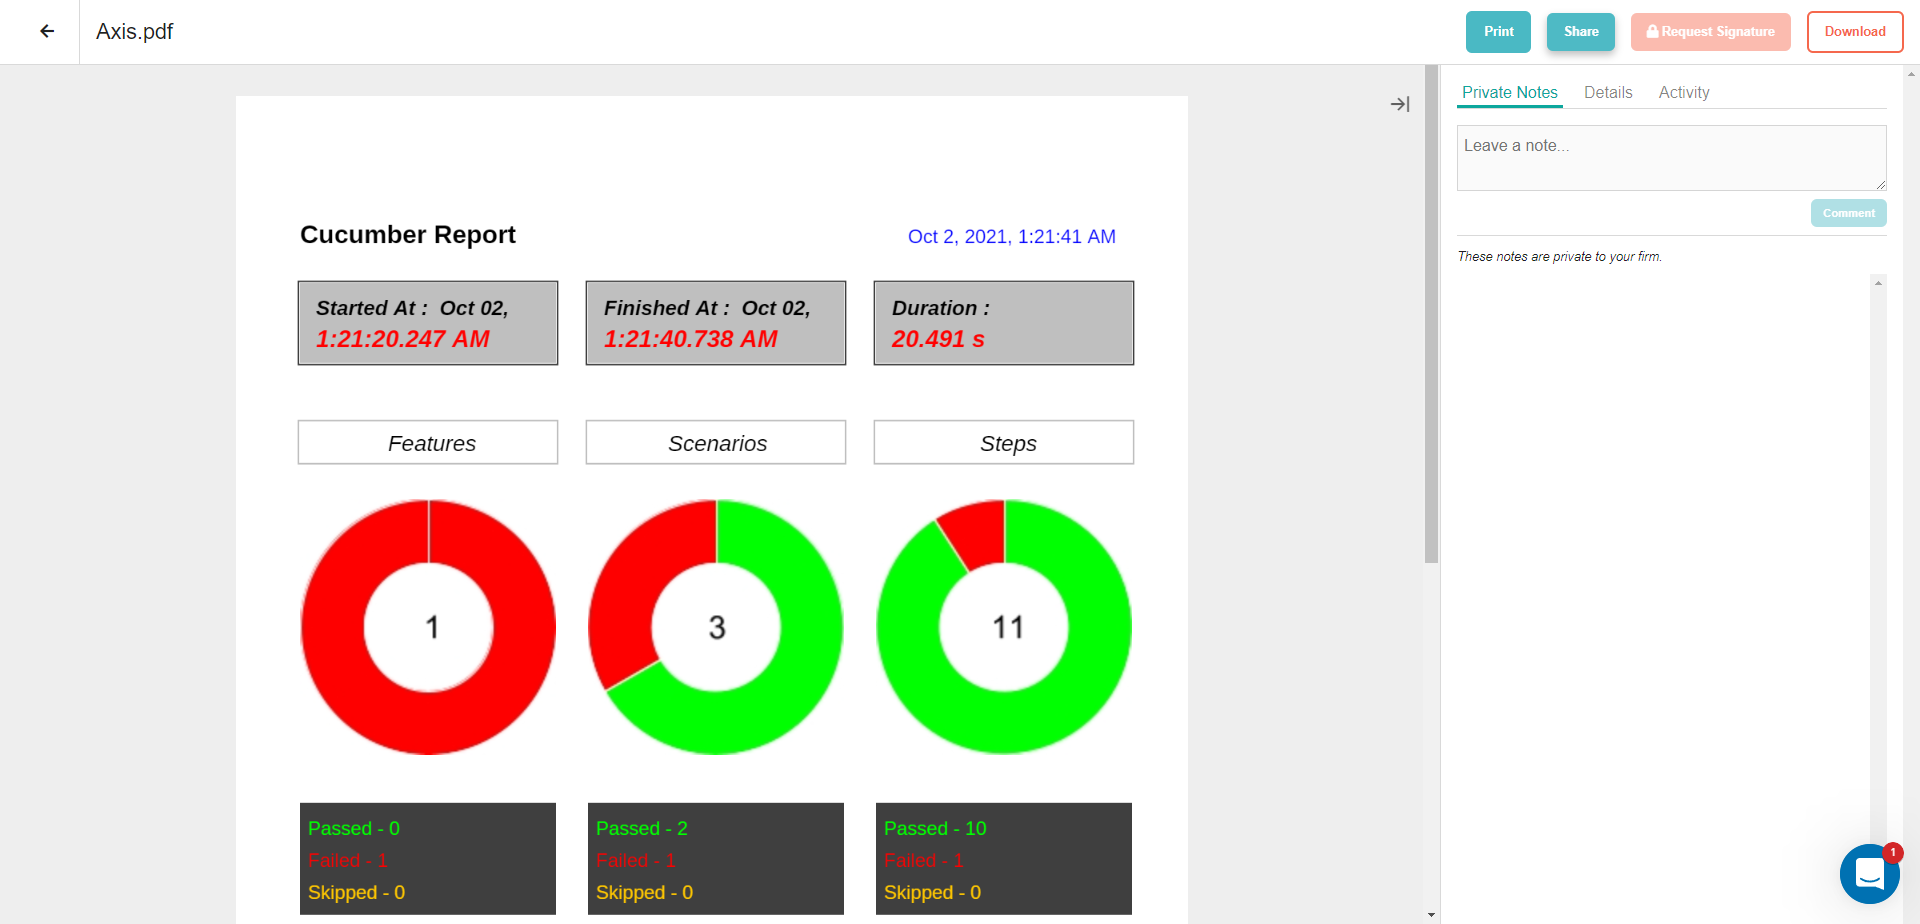 Axis.pdf
Print
Share
Request Signature
Download
Private Notes
Details
Activity
Leave a note...
Comment
These notes are private to your firm.
Cucumber Report
Oct 2, 2021, 1:21:41 AM
Started At : Oct 02,
1:21:20.247 AM
Finished At : Oct 02,
1:21:40.738 AM
Duration :
20.491 s
Features
Scenarios
Steps
1
3
11
Passed - 0
Failed - 1
Skipped - 0
Passed - 2
Failed - 1
Skipped - 0
Passed - 10
Failed - 1
Skipped - 0
1